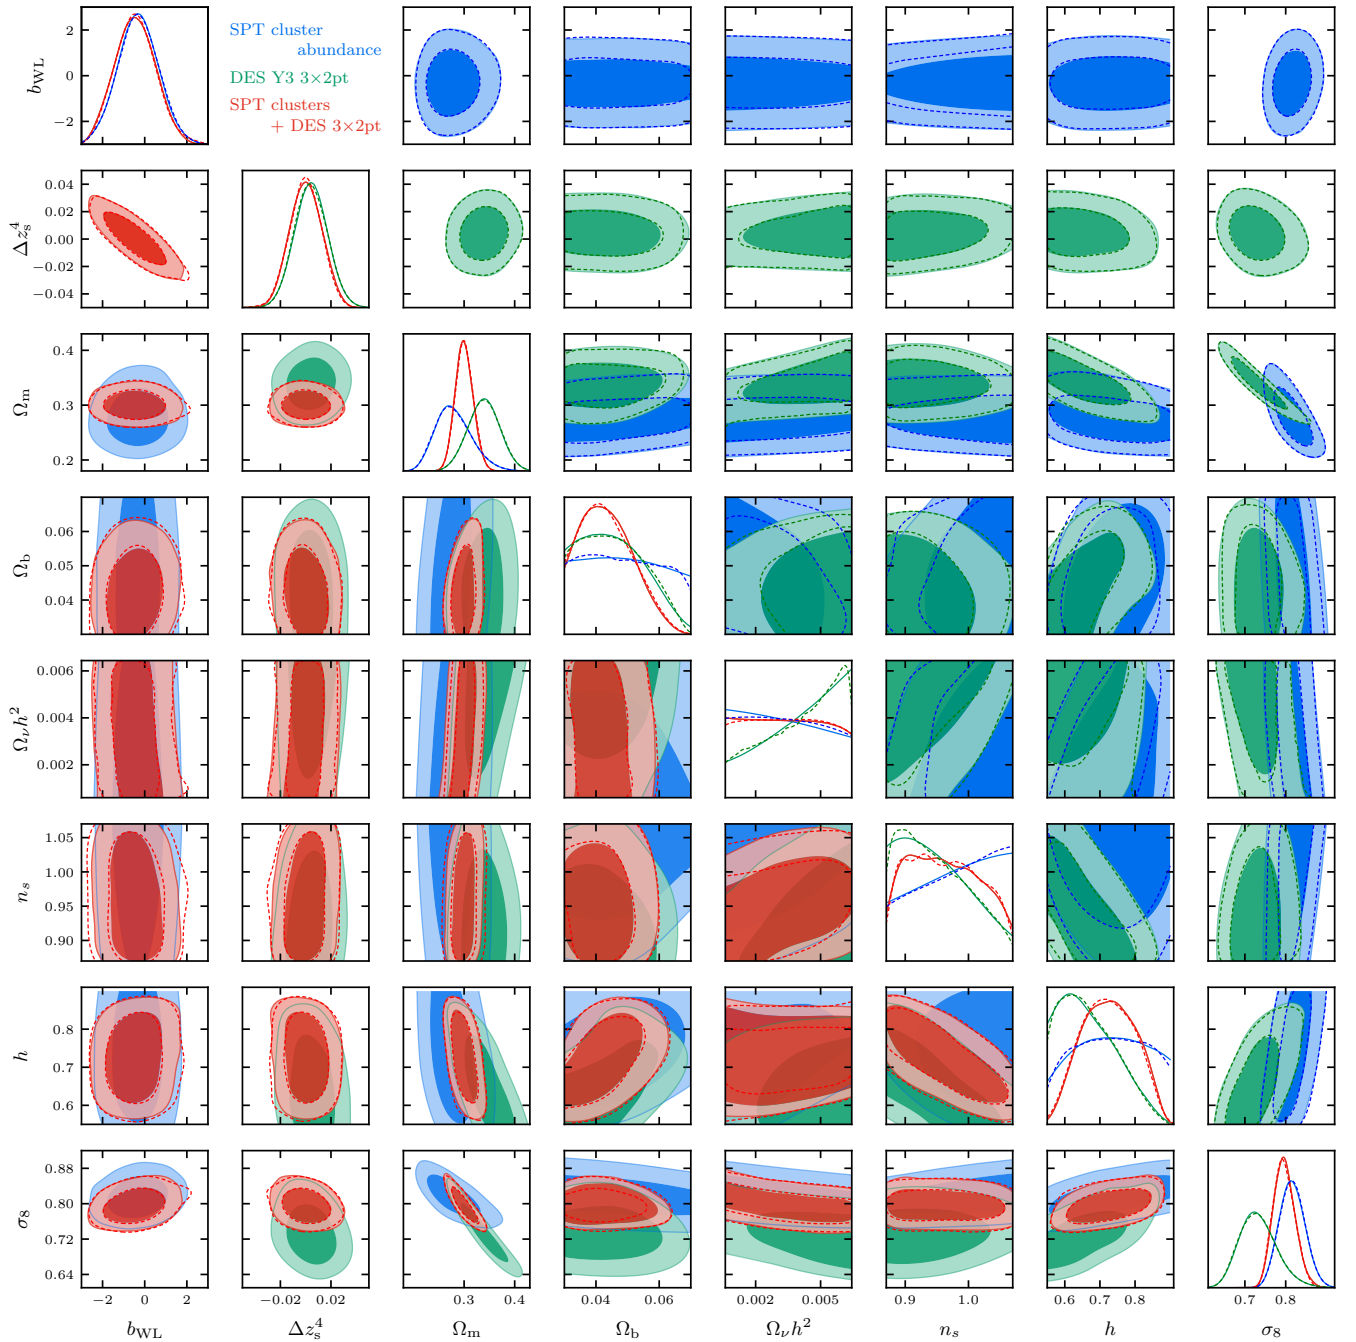 SPT cluster
abundance
DES Y3 3×2pt
SPT clusters
+ DES 3×2pt
b_WL
2
0
−2
Δz_s^4
0.04
0.02
0.00
−0.02
−0.04
Ω_m
0.4
0.3
0.2
Ω_b
0.06
0.05
0.04
Ω_ν h^2
0.006
0.004
0.002
n_s
1.05
1.00
0.95
0.90
h
0.8
0.7
0.6
σ_8
0.88
0.80
0.72
0.64
−2 0 2 −0.02 0.02 0.3 0.4 0.04 0.06 0.002 0.005 0.9 1.0 0.6 0.7 0.8 0.7 0.8
b_WL Δz_s^4 Ω_m Ω_b Ω_ν h^2 n_s h σ_8